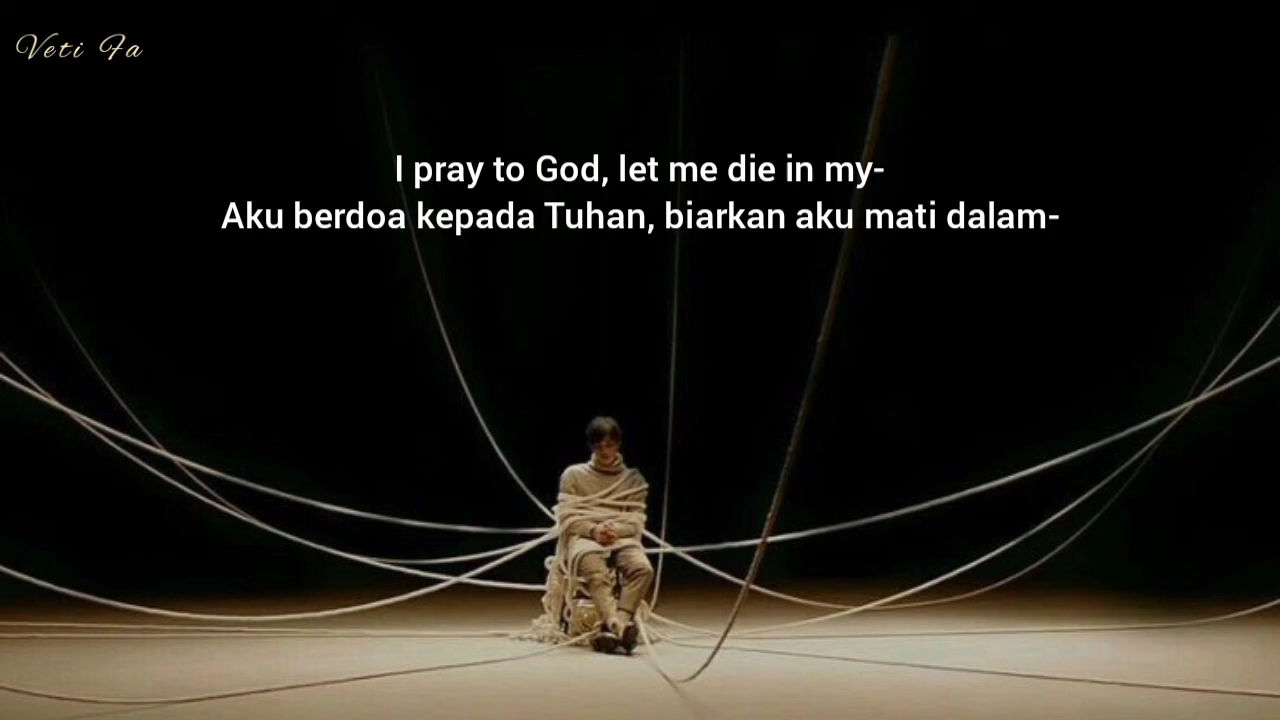 Veti Fa
I pray to God, let me die in my-
Aku berdoa kepada Tuhan, biarkan aku mati dalam-